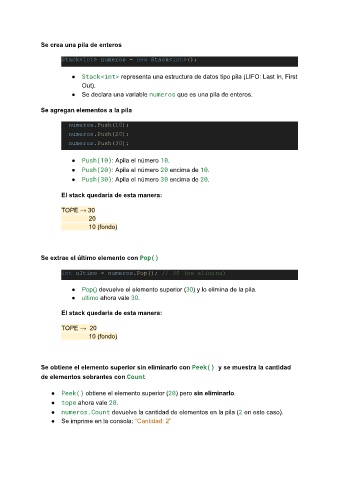 Se crea una pila de enteros
Stack<int> numeros = new Stack<int>();
● Stack<int> representa una estructura de datos tipo pila (LIFO: Last In, First
Out).
● Se declara una variable numeros que es una pila de enteros.
Se agregan elementos a la pila
numeros.Push(10);
numeros.Push(20);
numeros.Push(30);
● Push(10): Apila el número 10.
● Push(20): Apila el número 20 encima de 10.
● Push(30): Apila el número 30 encima de 20.
El stack quedaría de esta manera:
TOPE → 30
20
10 (fondo)
Se extrae el último elemento con Pop()
int ultimo = numeros.Pop(); // 30 (se elimina)
● Pop() devuelve el elemento superior (30) y lo elimina de la pila.
● ultimo ahora vale 30.
El stack quedaría de esta manera:
TOPE → 20
10 (fondo)
Se obtiene el elemento superior sin eliminarlo con Peek() y se muestra la cantidad
de elementos sobrantes con Count
● Peek() obtiene el elemento superior (20) pero sin eliminarlo.
● tope ahora vale 20.
● numeros.Count devuelve la cantidad de elementos en la pila (2 en este caso).
● Se imprime en la consola: "Cantidad: 2"